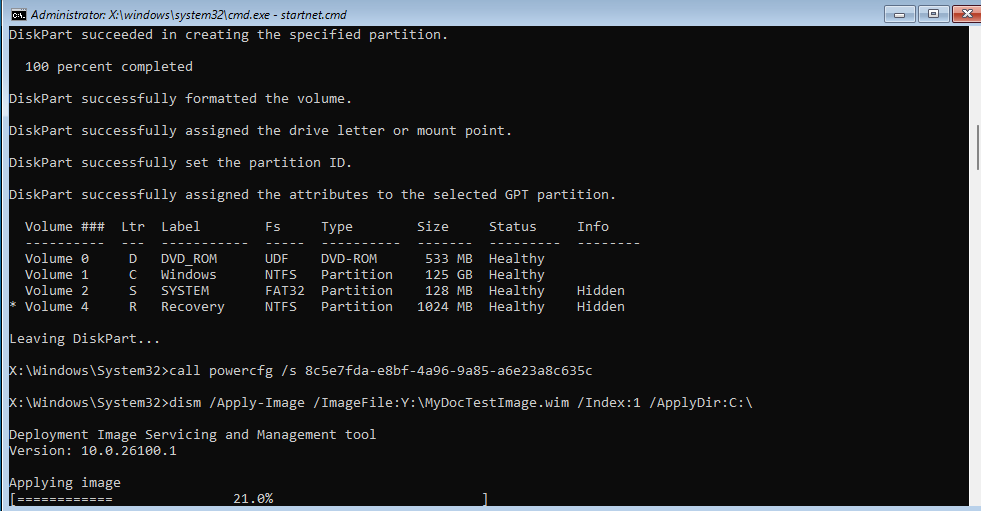 Administrator: X:\windows\system32\cmd.exe - startnet.cmd
DiskPart succeeded in creating the specified partition.
  100 percent completed
DiskPart successfully formatted the volume.
DiskPart successfully assigned the drive letter or mount point.
DiskPart successfully set the partition ID.
DiskPart successfully assigned the attributes to the selected GPT partition.
  Volume ###  Ltr  Label        Fs     Type        Size     Status     Info
  ----------  ---  -----------  -----  ----------  -------  ---------  --------
  Volume 0     D   DVD_ROM      UDF    DVD-ROM      533 MB  Healthy
  Volume 1     C   Windows      NTFS   Partition    125 GB  Healthy
  Volume 2     S   SYSTEM       FAT32  Partition    128 MB  Healthy    Hidden
* Volume 4     R   Recovery     NTFS   Partition   1024 MB  Healthy    Hidden
Leaving DiskPart...
X:\Windows\System32>call powercfg /s 8c5e7fda-e8bf-4a96-9a85-a6e23a8c635c
X:\Windows\System32>dism /Apply-Image /ImageFile:Y:\MyDocTestImage.wim /Index:1 /ApplyDir:C:\
Deployment Image Servicing and Management tool
Version: 10.0.26100.1
Applying image
[============               21.0%                          ]